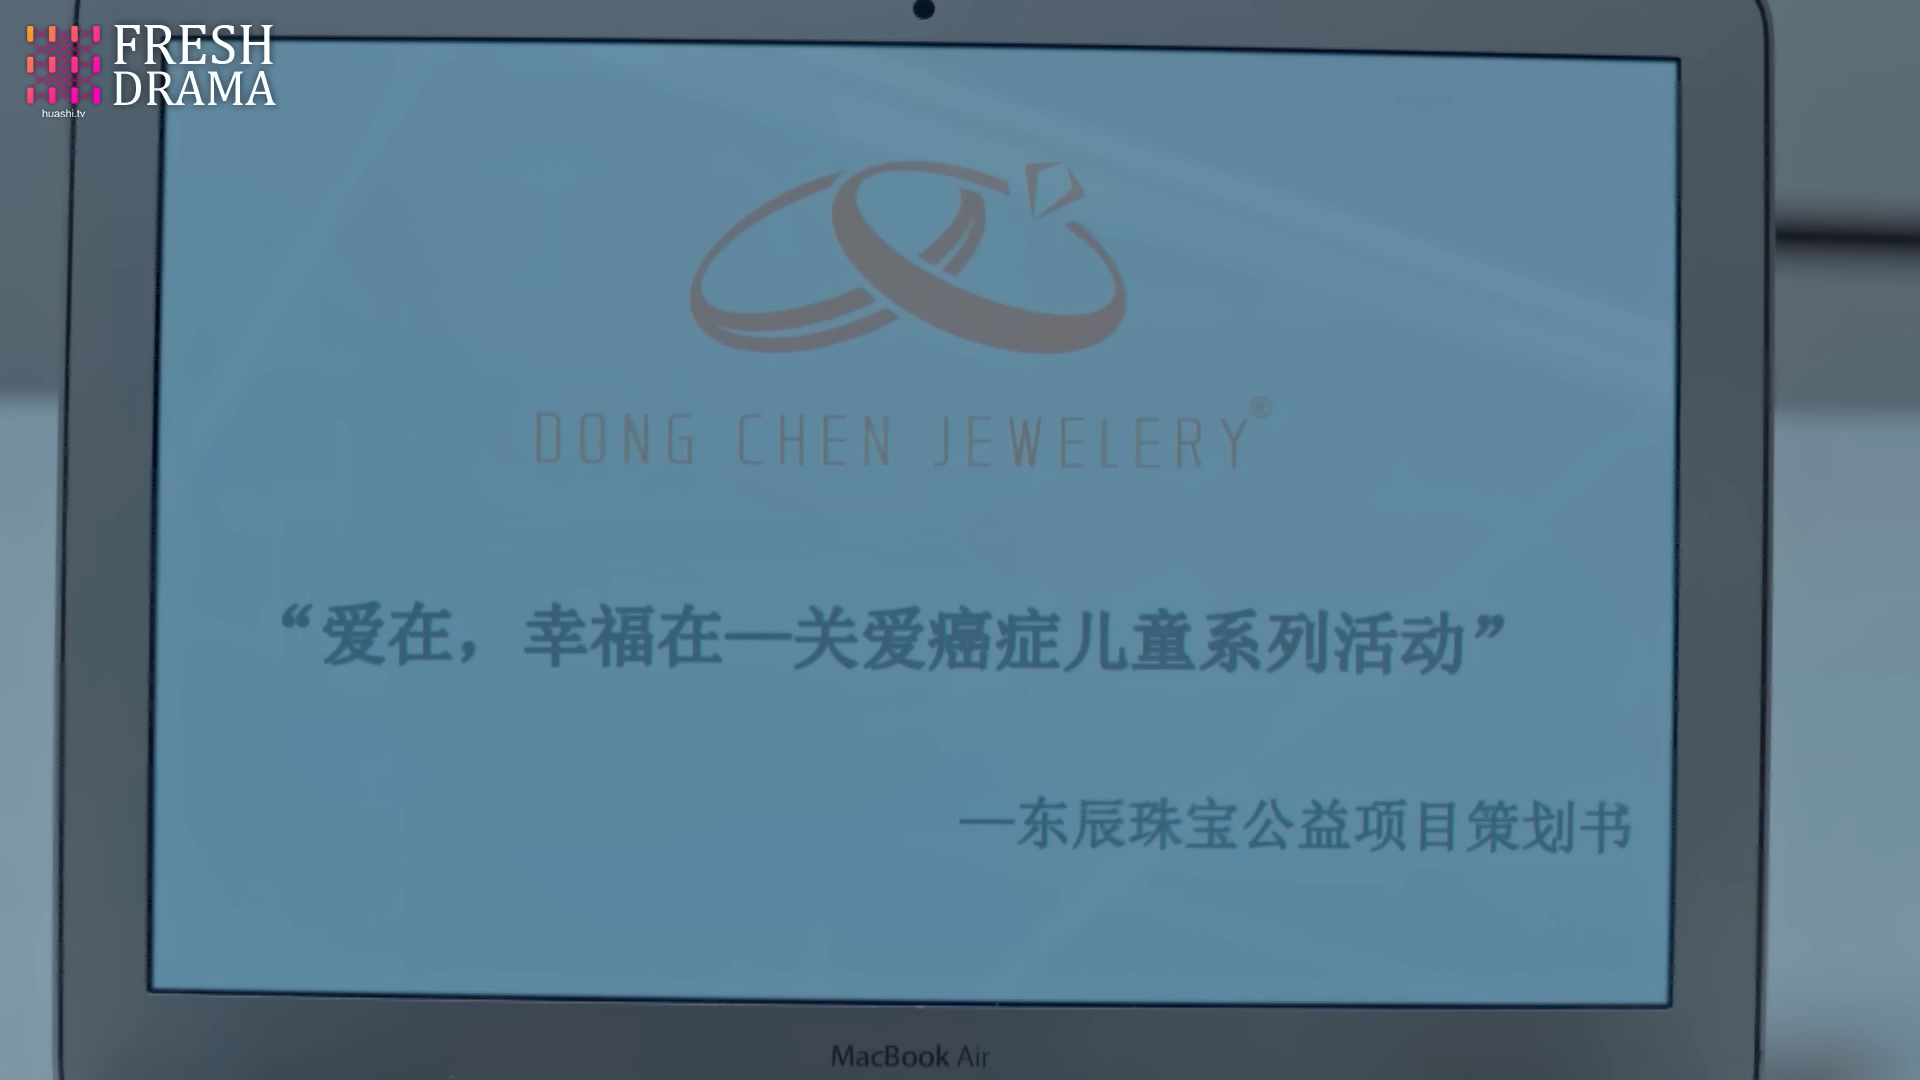 FRESH
DRAMA
huashi.tv
DONG CHEN JEWELERY®
“爱在，幸福在—关爱癌症儿童系列活动”
—东辰珠宝公益项目策划书
MacBook Air